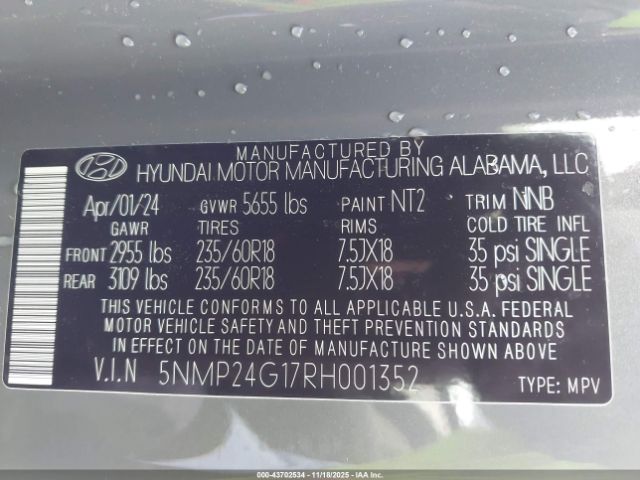 MANUFACTURED BY
HYUNDAI MOTOR MANUFACTURING ALABAMA, LLC
Apr/01/24 GVWR 5655 lbs PAINT NT2 TRIM NNB
GAWR TIRES RIMS COLD TIRE INFL
FRONT 2955 lbs 235/60R18 7.5JX18 35 psi SINGLE
REAR 3109 lbs 235/60R18 7.5JX18 35 psi SINGLE
THIS VEHICLE CONFORMS TO ALL APPLICABLE U.S.A. FEDERAL
MOTOR VEHICLE SAFETY AND THEFT PREVENTION STANDARDS
IN EFFECT ON THE DATE OF MANUFACTURE SHOWN ABOVE
V.I.N 5NMP24G17RH001352 TYPE: MPV
000-43702534 - 11/18/2025 - IAAI.COM